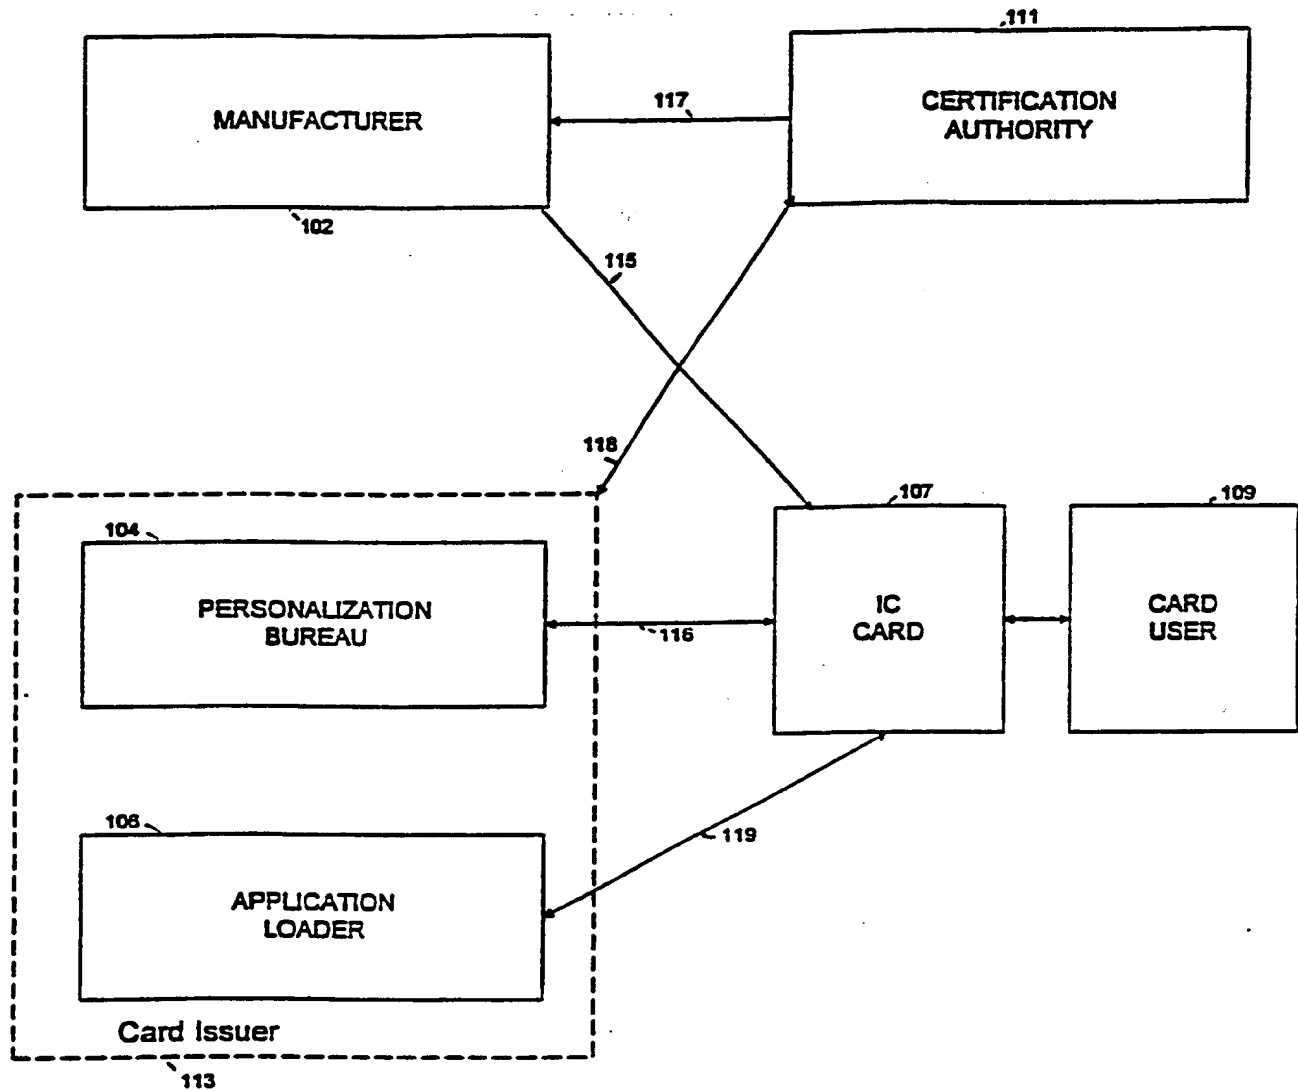 111
MANUFACTURER
117
CERTIFICATION
AUTHORITY
102
115
118
107
109
104
PERSONALIZATION
BUREAU
116
IC
CARD
CARD
USER
106
119
APPLICATION
LOADER
Card Issuer
113